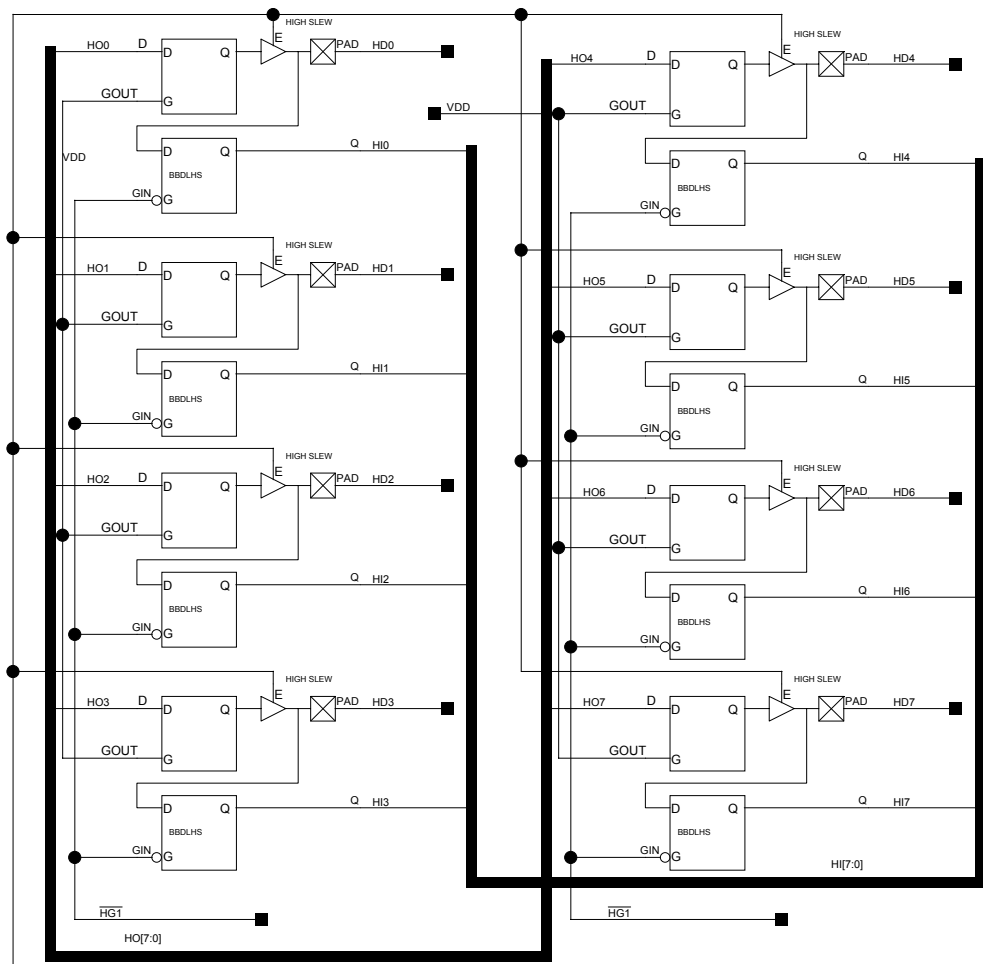 HIGH SLEW
E
HO0 D D Q PAD HD0
GOUT G
VDD
D Q Q HI0
BBDLHS
GIN G
HIGH SLEW
E
HO1 D D Q PAD HD1
GOUT G
D Q Q HI1
BBDLHS
GIN G
HIGH SLEW
E
HO2 D D Q PAD HD2
GOUT G
D Q Q HI2
BBDLHS
GIN G
HIGH SLEW
E
HO3 D D Q PAD HD3
GOUT G
D Q Q HI3
BBDLHS
GIN G
HG1
HO[7:0]
HIGH SLEW
E
HO4 D D Q PAD HD4
VDD GOUT G
D Q Q HI4
BBDLHS
GIN G
HIGH SLEW
E
HO5 D D Q PAD HD5
GOUT G
D Q Q HI5
BBDLHS
GIN G
HIGH SLEW
E
HO6 D D Q PAD HD6
GOUT G
D Q Q HI6
BBDLHS
GIN G
HIGH SLEW
E
HO7 D D Q PAD HD7
GOUT G
D Q Q HI7
BBDLHS
GIN G
HI[7:0]
HG1